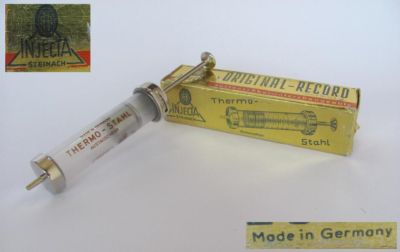 INJECTA
STEINACH
INJECTA
ORIGINAL-RECORD
Thermo-
Stahl
THERMO-STAHL
Made in Germany